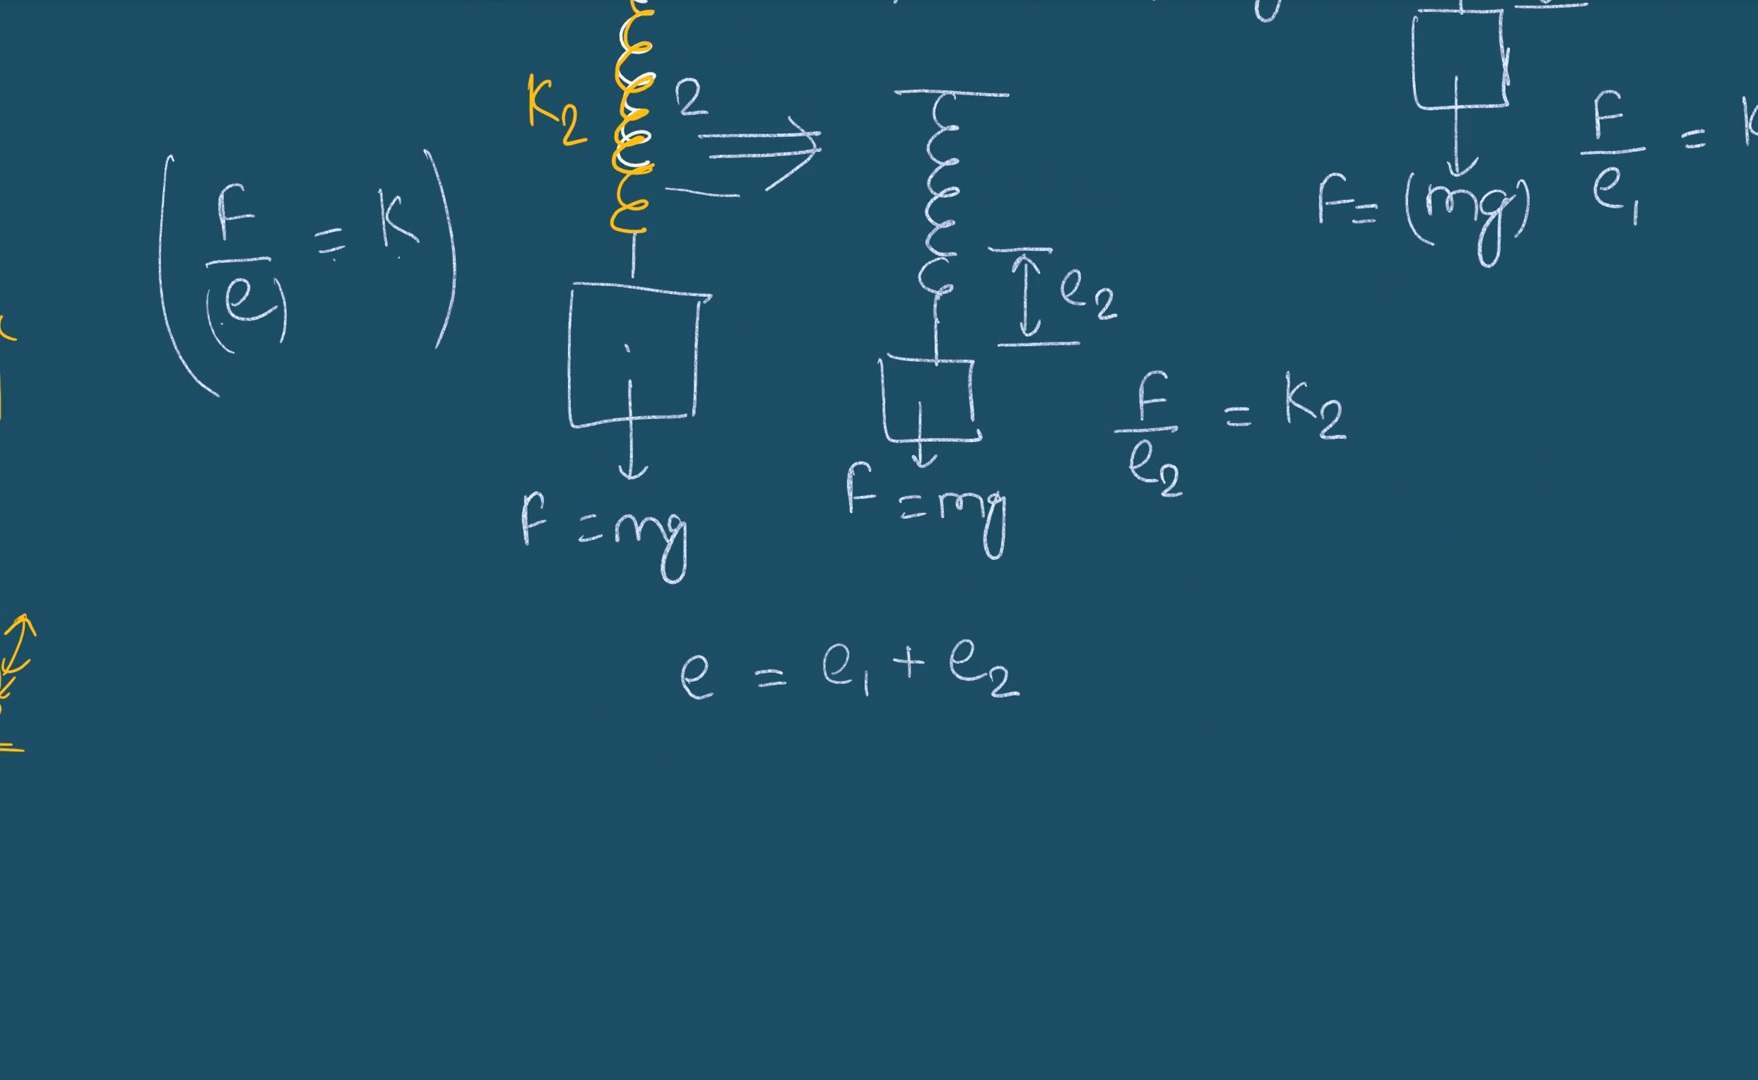 K2
2
F/e = K
e2
F/e1 = K
F = (mg)
F/e2 = K2
F = mg
F = mg
e = e1 + e2